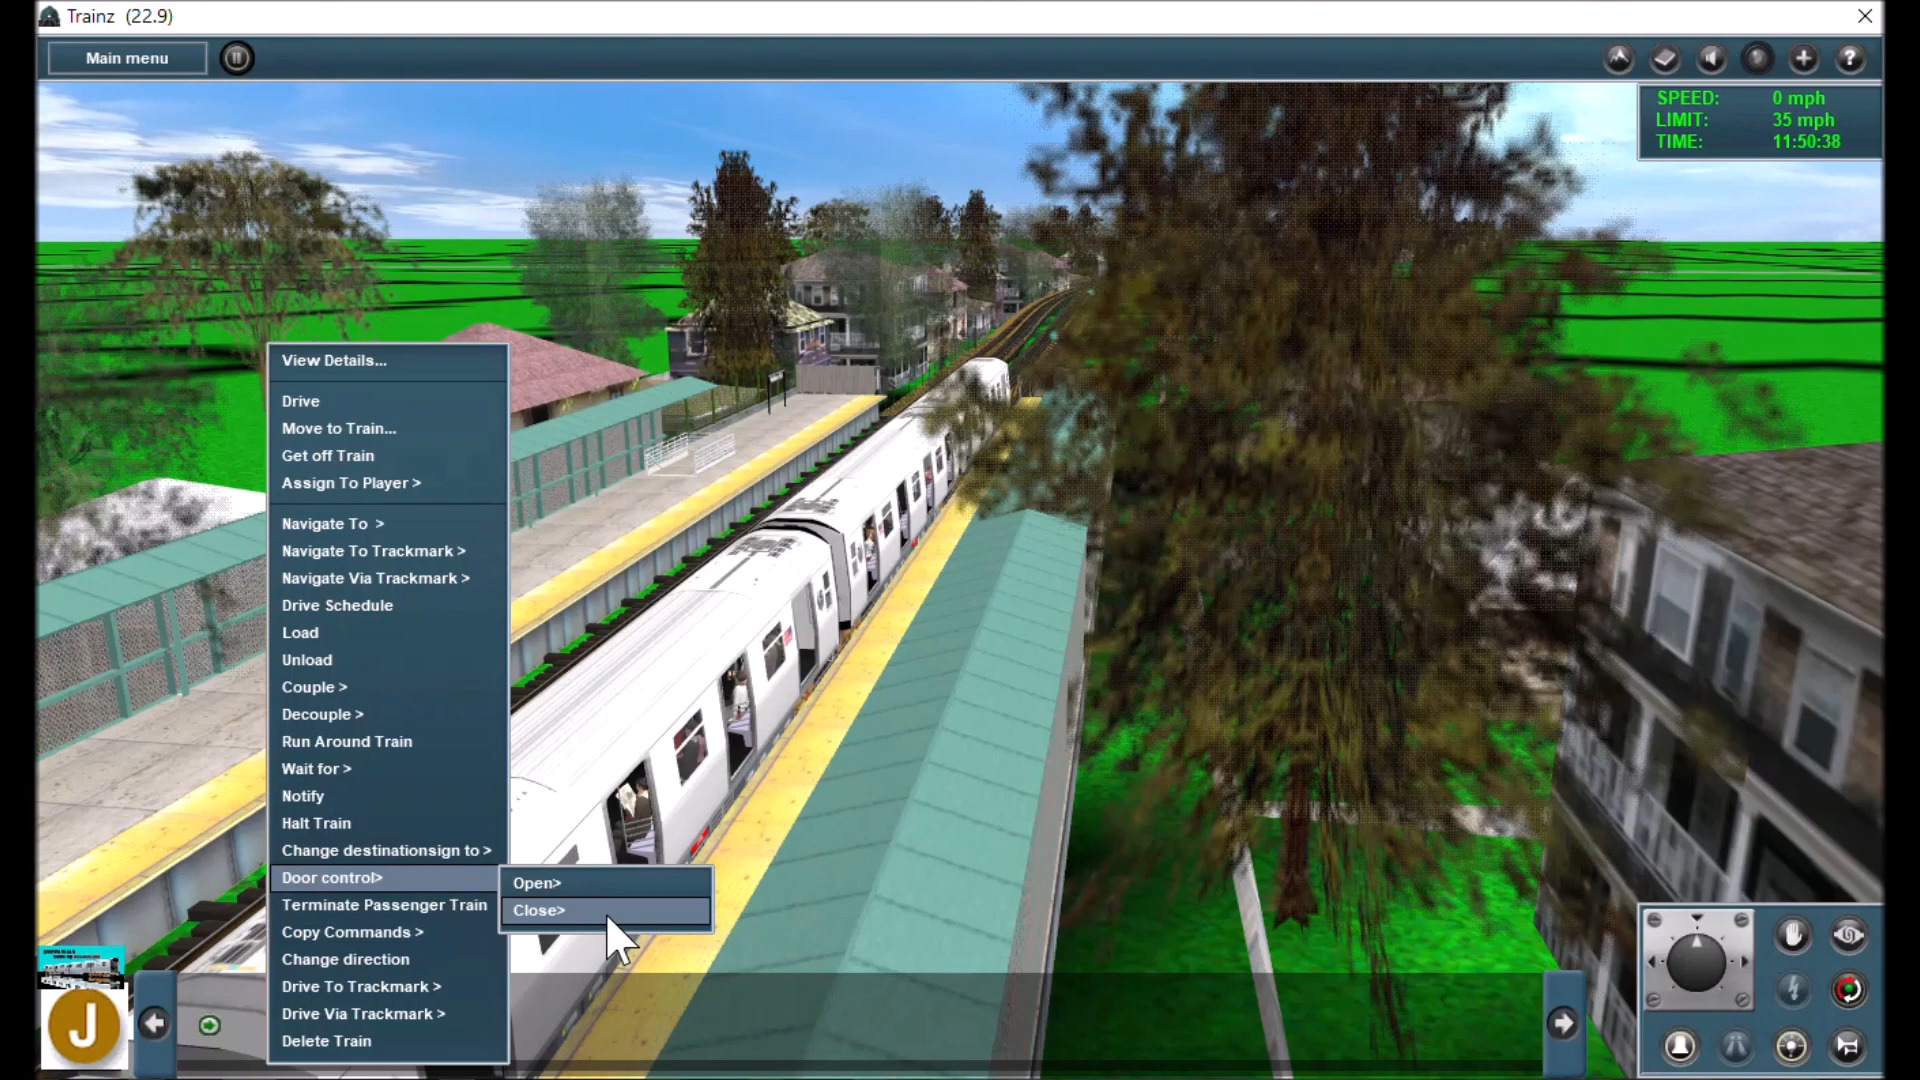 Trainz (22.9)
Main menu
SPEED: 0 mph
LIMIT: 35 mph
TIME: 11:50:38
View Details...
Drive
Move to Train...
Get off Train
Assign To Player >
Navigate To >
Navigate To Trackmark >
Navigate Via Trackmark >
Drive Schedule
Load
Unload
Couple >
Decouple >
Run Around Train
Wait for >
Notify
Halt Train
Change destinationsign to >
Door control>
Open>
Close>
Terminate Passenger Train
Copy Commands >
Change direction
Drive To Trackmark >
Drive Via Trackmark >
Delete Train
J